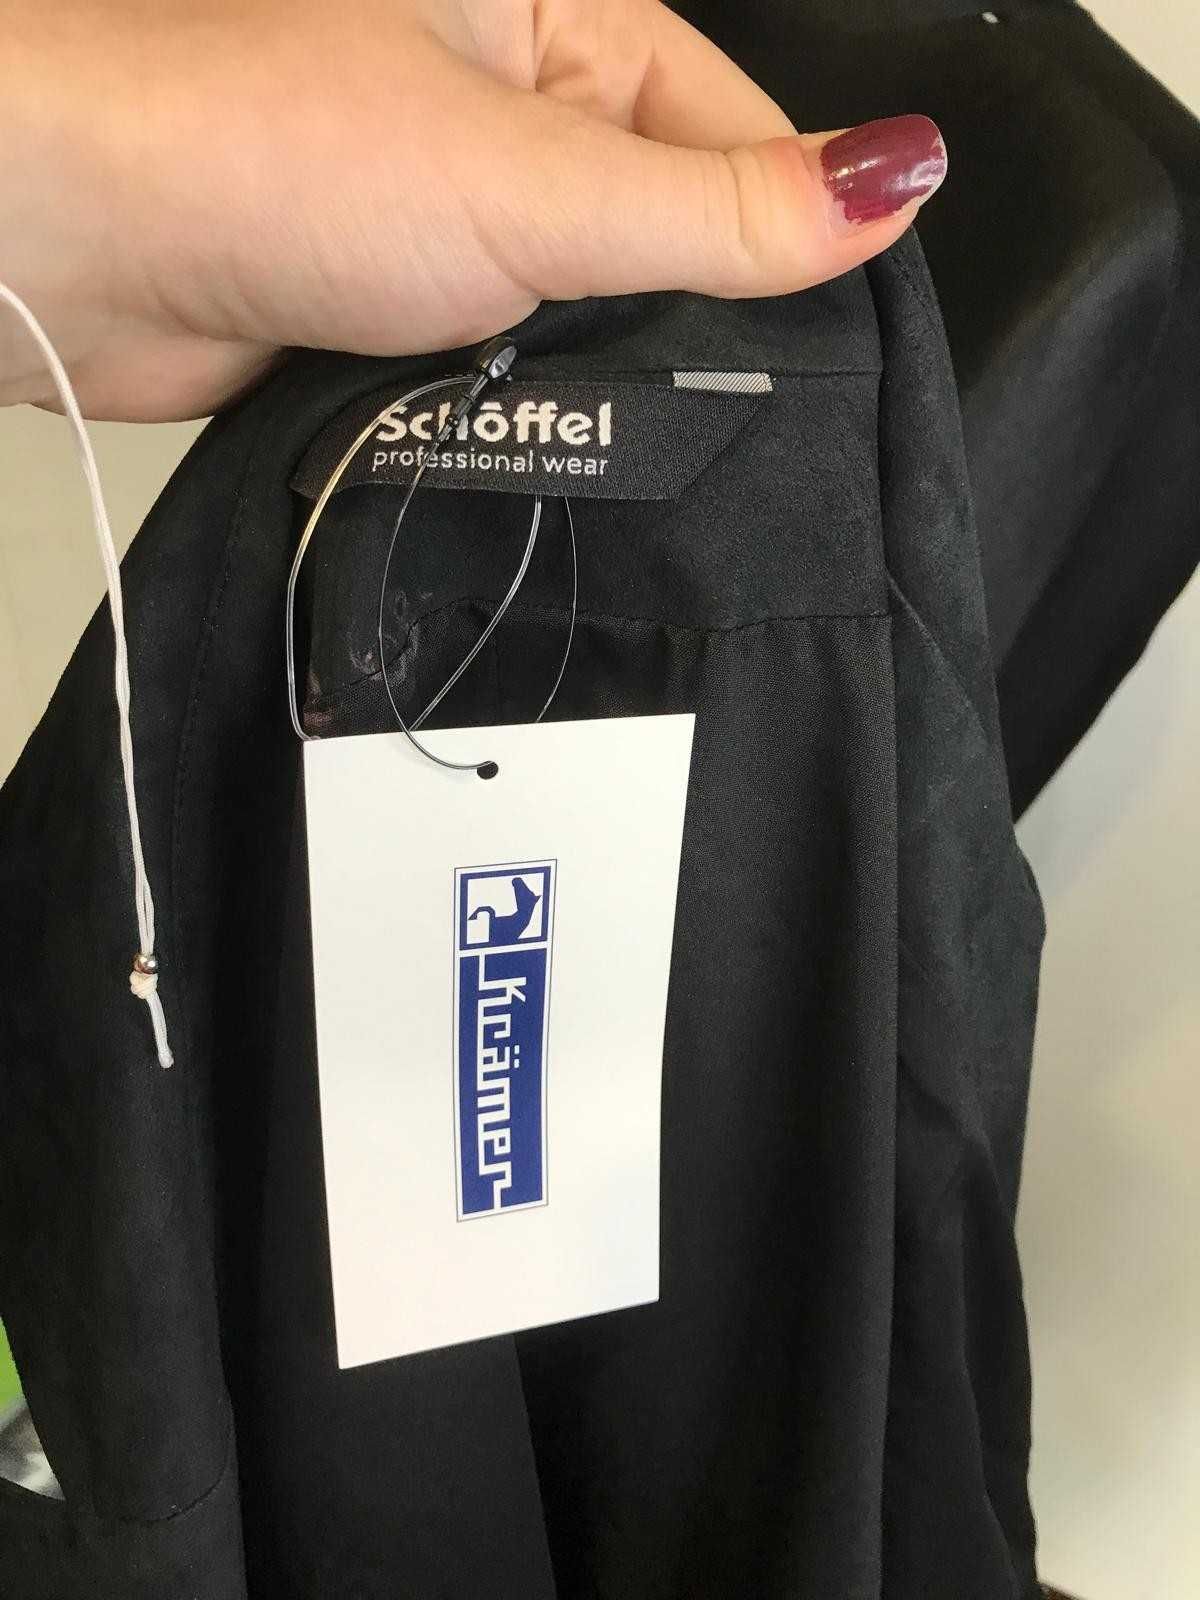 Schöffel
professional wear
Krämer